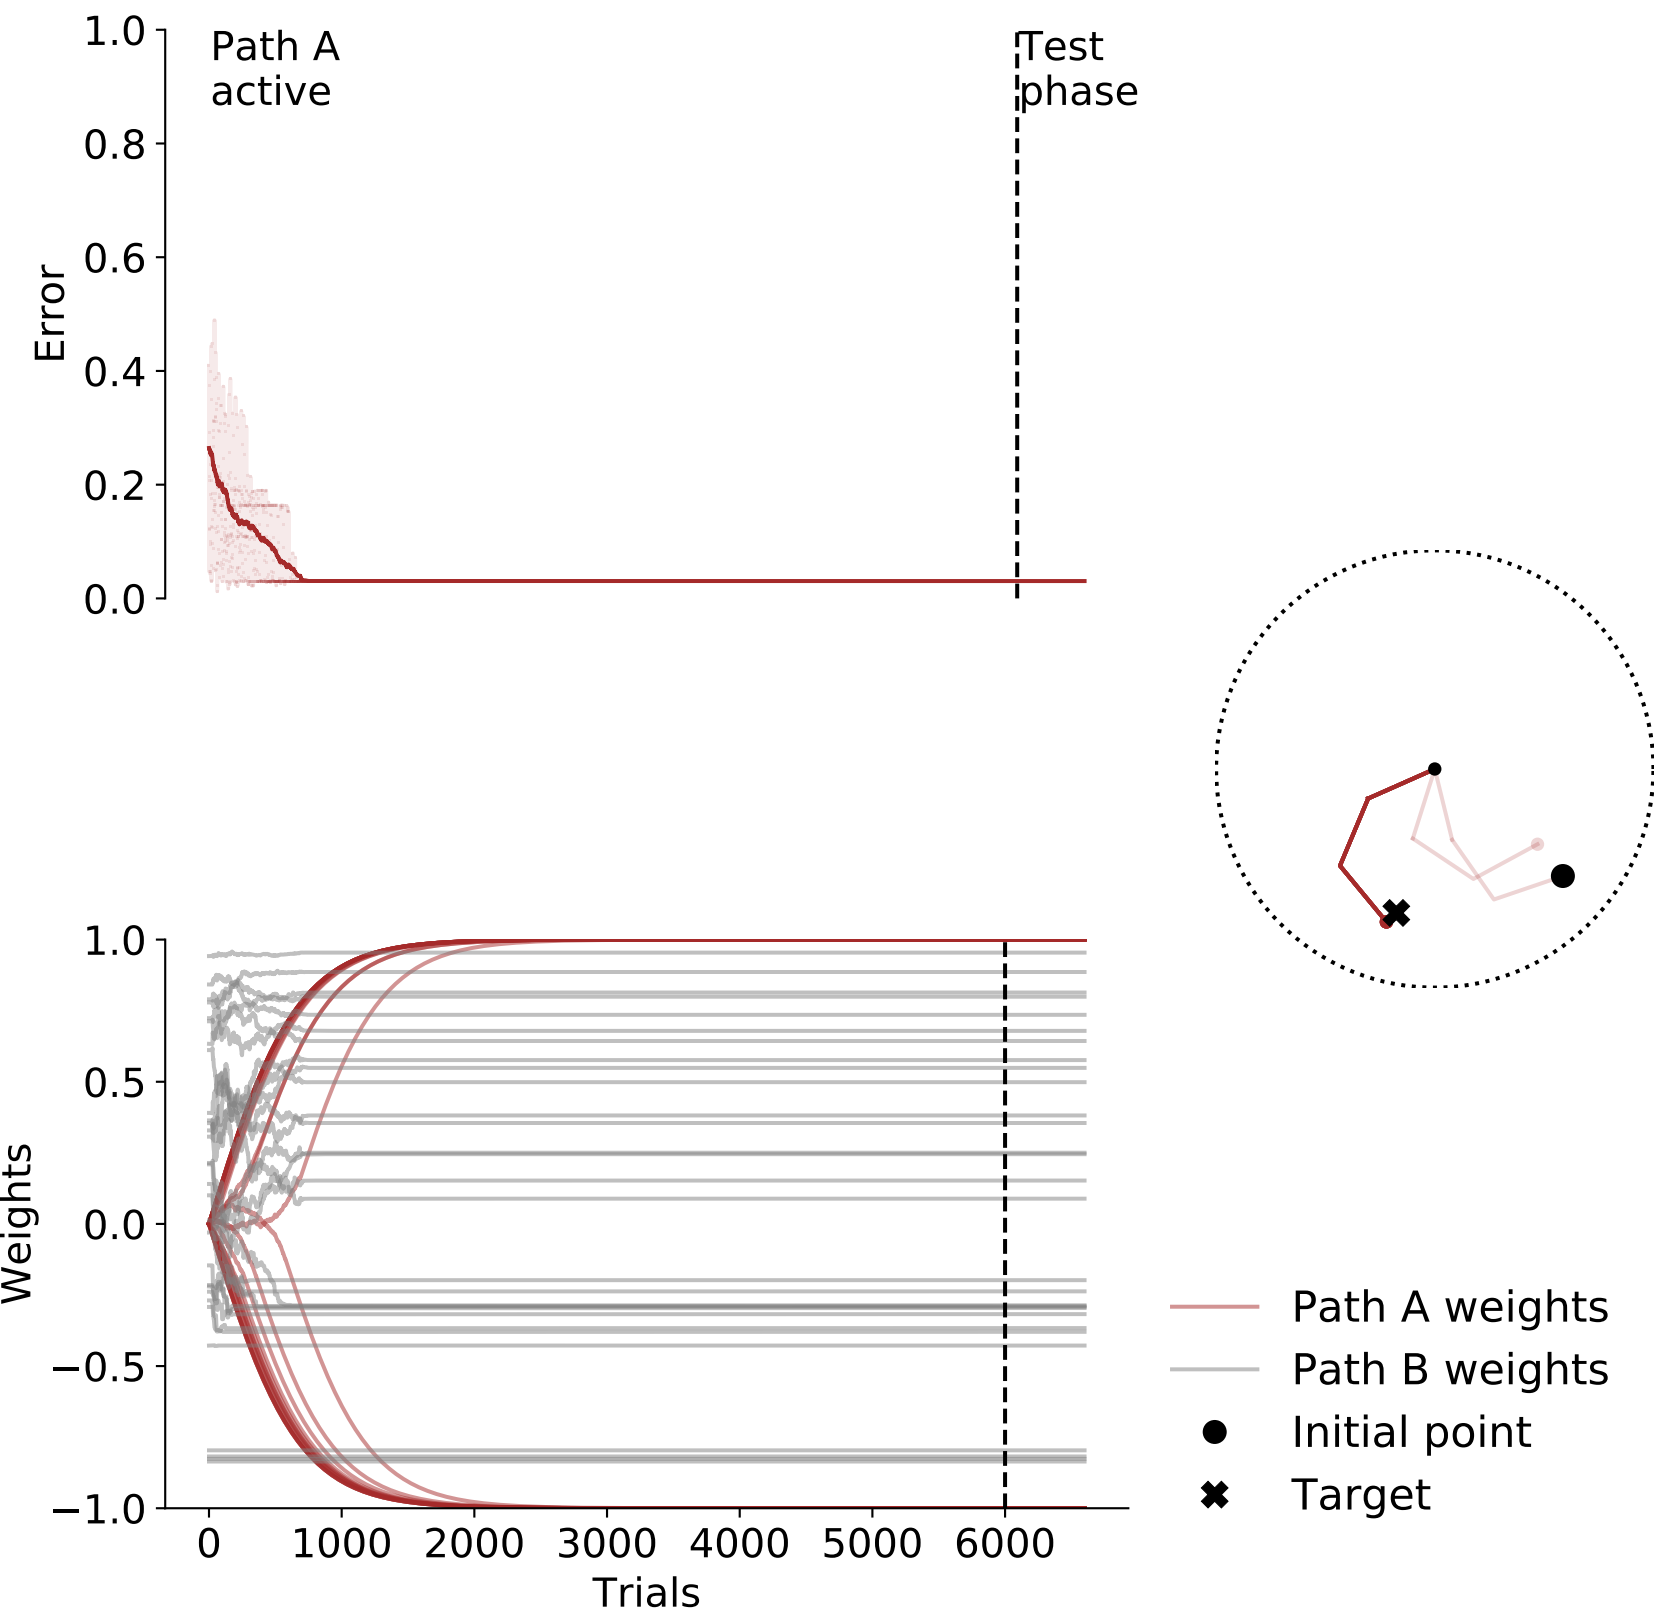 1.0
Path A
active
Test
phase
0.8
0.6
0.4
0.2
0.0
Error
1.0
0.5
0.0
−0.5
−1.0
Weights
0 1000 2000 3000 4000 5000 6000
Trials
Path A weights
Path B weights
Initial point
Target